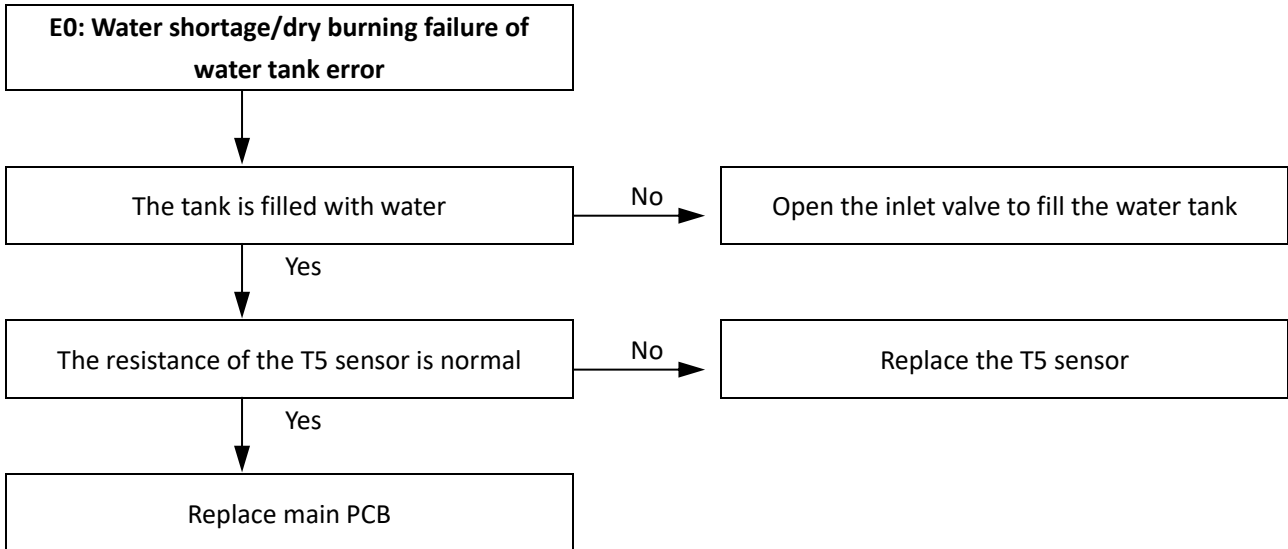 E0: Water shortage/dry burning failure of
water tank error
The tank is filled with water
No
Open the inlet valve to fill the water tank
Yes
The resistance of the T5 sensor is normal
No
Replace the T5 sensor
Yes
Replace main PCB